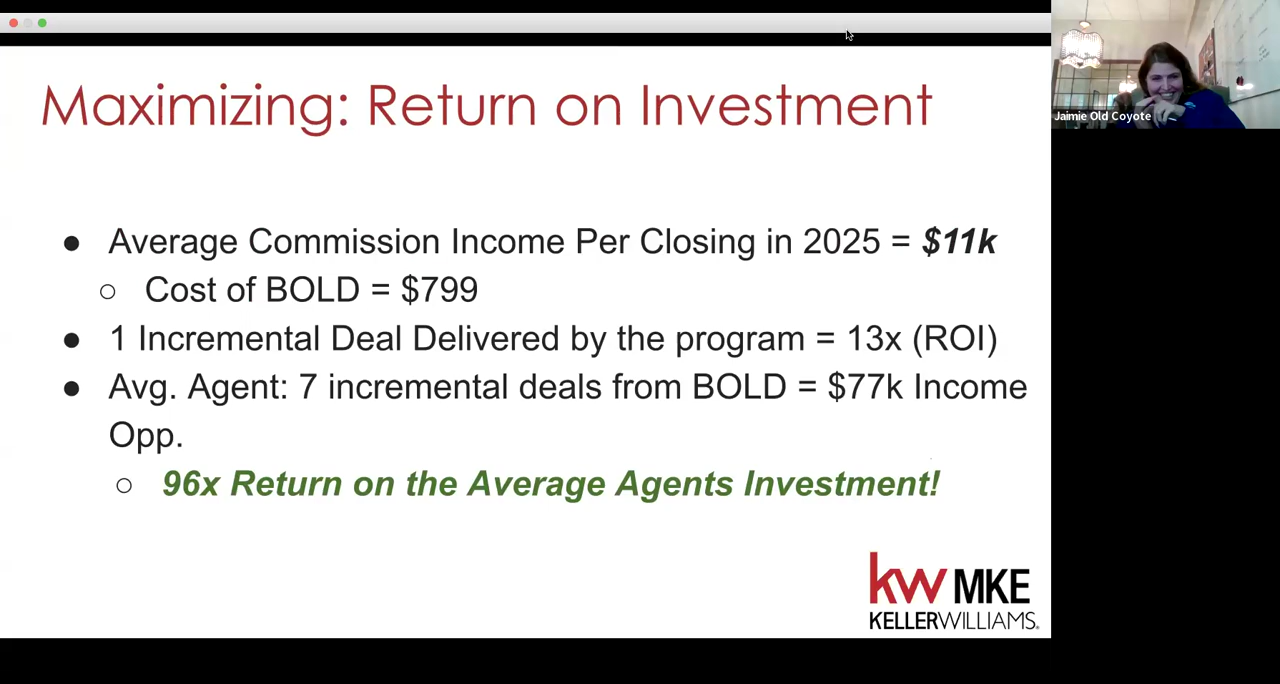 Maximizing: Return on Investment
Jaimie Old Coyote
● Average Commission Income Per Closing in 2025 = $11k
○ Cost of BOLD = $799
● 1 Incremental Deal Delivered by the program = 13x (ROI)
● Avg. Agent: 7 incremental deals from BOLD = $77k Income
Opp.
○ 96x Return on the Average Agents Investment!
kw MKE
KELLERWILLIAMS.